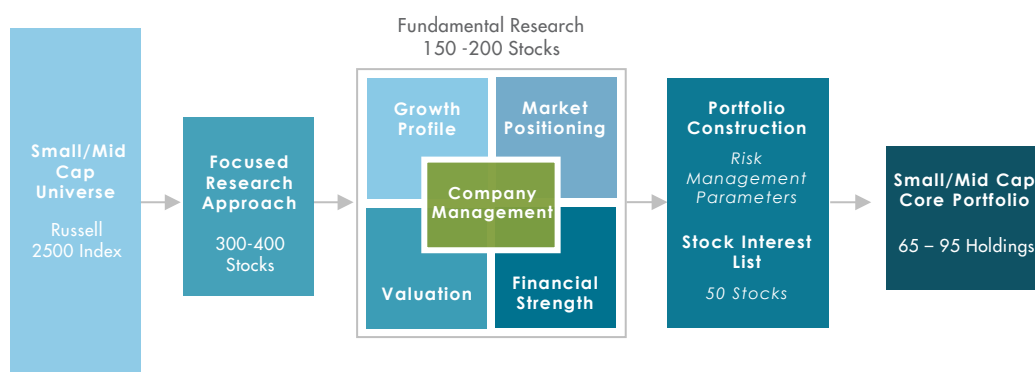 Small/Mid
Cap
Universe
Russell
2500 Index
Focused
Research
Approach
300-400
Stocks
Fundamental Research
150 -200 Stocks
Growth
Profile
Market
Positioning
Company
Management
Valuation
Financial
Strength
Portfolio
Construction
Risk
Management
Parameters
Stock Interest
List
50 Stocks
Small/Mid Cap
Core Portfolio
65 – 95 Holdings